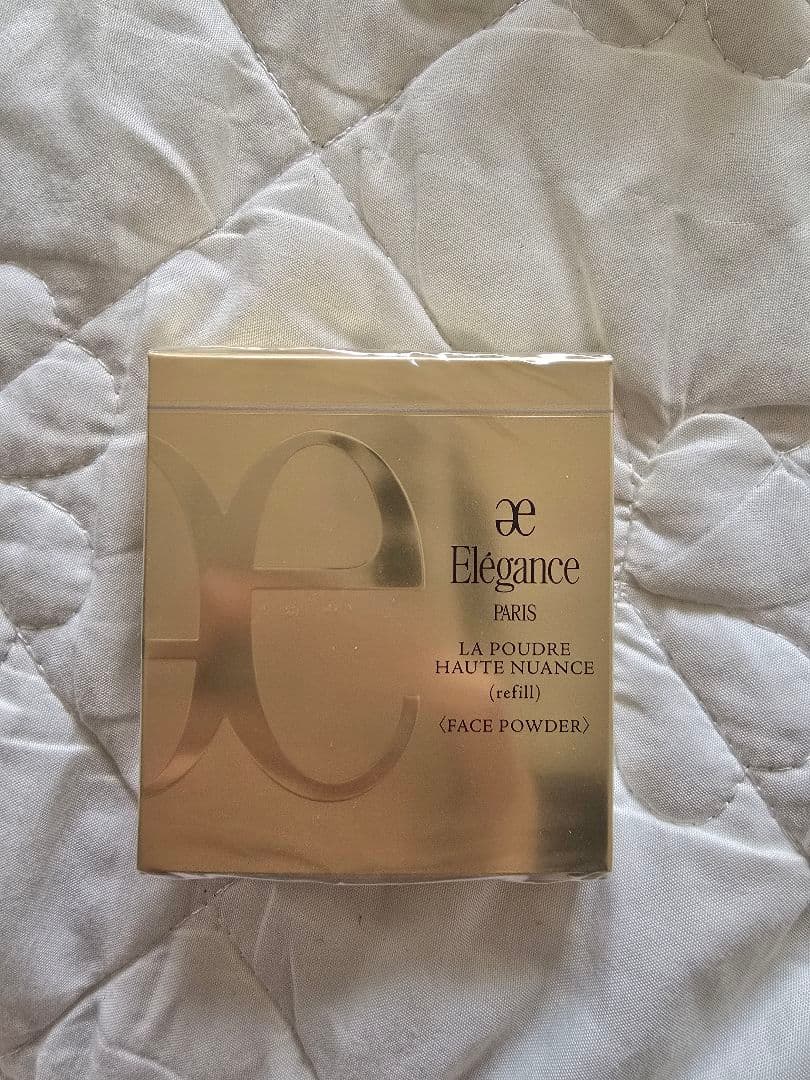 æ
Elégance
PARIS
LA POUDRE
HAUTE NUANCE
(refill)
〈FACE POWDER〉